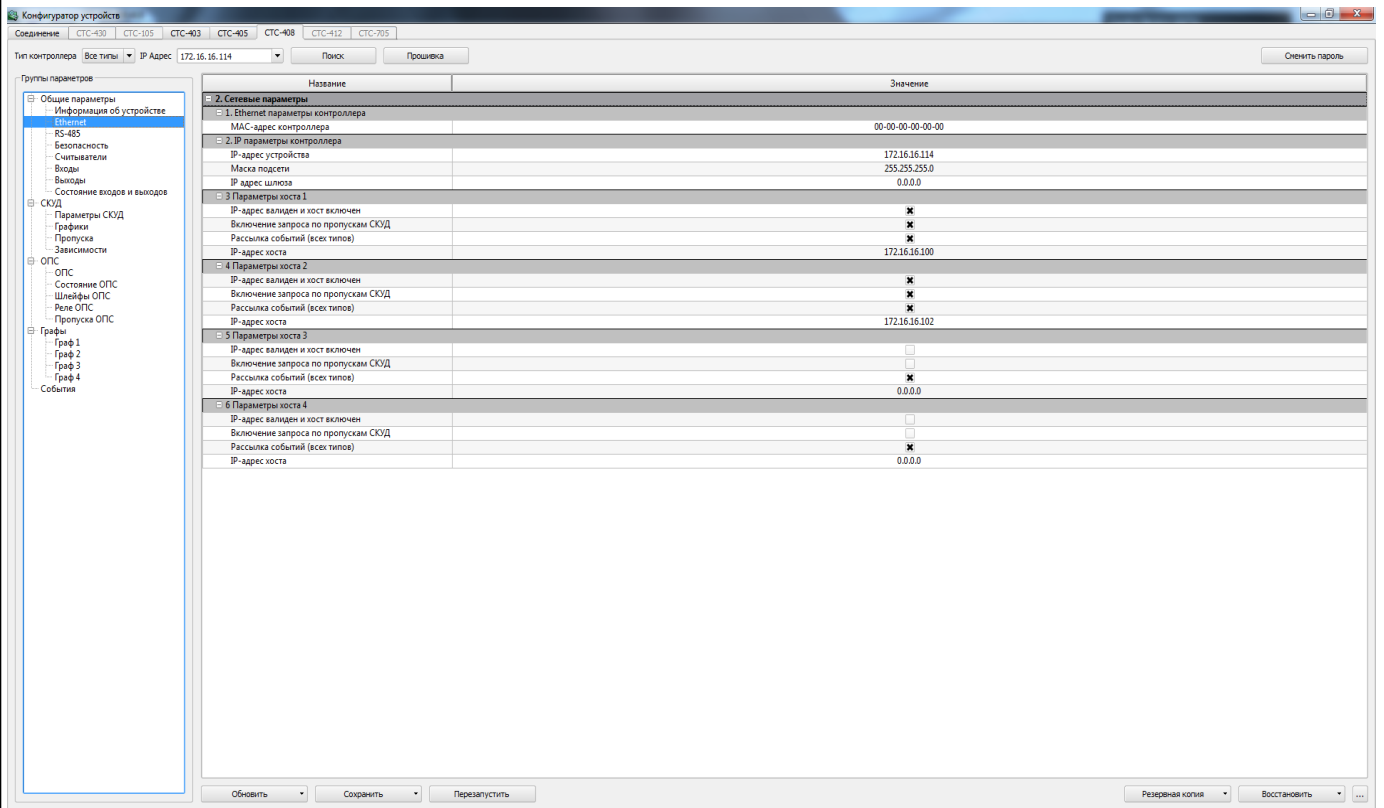 Конфигуратор устройств
Соединение СТС-430 СТС-105 СТС-403 СТС-405 СТС-408 СТС-412 СТС-705
Тип контроллера Все типы IP Адрес 172.16.16.114 Поиск Прошивка Сменить пароль
Группы параметров
Общие параметры
Информация об устройстве
Ethernet
RS-485
Безопасность
Считыватели
Входы
Выходы
Состояние входов и выходов
СКУД
Параметры СКУД
Графики
Пропуска
Зависимости
ОПС
ОПС
Состояние ОПС
Шлейфы ОПС
Реле ОПС
Пропуска ОПС
Графы
Граф 1
Граф 2
Граф 3
Граф 4
События
Название Значение
2. Сетевые параметры
1. Ethernet параметры контроллера
MAC-адрес контроллера 00-00-00-00-00-00
2. IP параметры контроллера
IP-адрес устройства 172.16.16.114
Маска подсети 255.255.255.0
IP адрес шлюза 0.0.0.0
3 Параметры хоста 1
IP-адрес валиден и хост включен
Включение запроса по пропускам СКУД
Рассылка событий (всех типов)
IP-адрес хоста 172.16.16.100
4 Параметры хоста 2
IP-адрес валиден и хост включен
Включение запроса по пропускам СКУД
Рассылка событий (всех типов)
IP-адрес хоста 172.16.16.102
5 Параметры хоста 3
IP-адрес валиден и хост включен
Включение запроса по пропускам СКУД
Рассылка событий (всех типов)
IP-адрес хоста 0.0.0.0
6 Параметры хоста 4
IP-адрес валиден и хост включен
Включение запроса по пропускам СКУД
Рассылка событий (всех типов)
IP-адрес хоста 0.0.0.0
Обновить Сохранить Перезапустить Резервная копия Восстановить ...